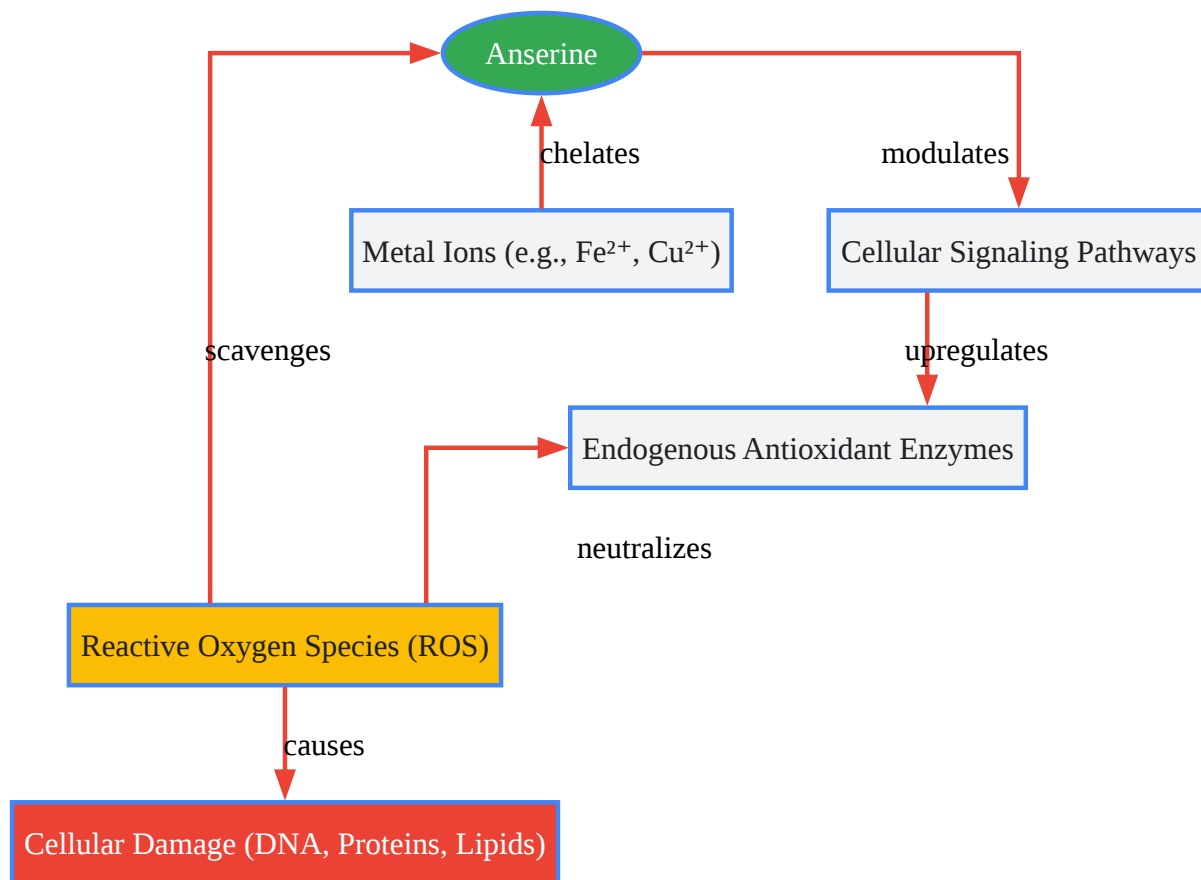 Anserine
chelates
modulates
Metal Ions (e.g., Fe²⁺, Cu²⁺)
Cellular Signaling Pathways
scavenges
upregulates
Endogenous Antioxidant Enzymes
neutralizes
Reactive Oxygen Species (ROS)
causes
Cellular Damage (DNA, Proteins, Lipids)